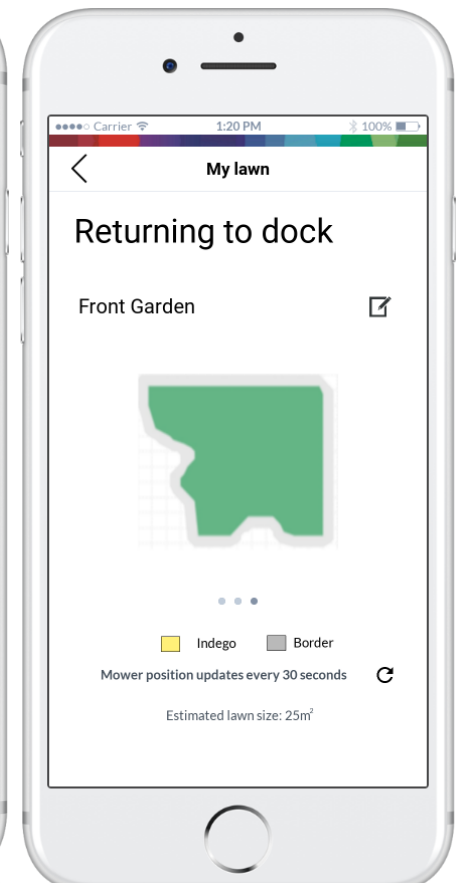 Carrier 1:20 PM 100%
My lawn
Returning to dock
Front Garden
Indego Border
Mower position updates every 30 seconds
Estimated lawn size: 25m²